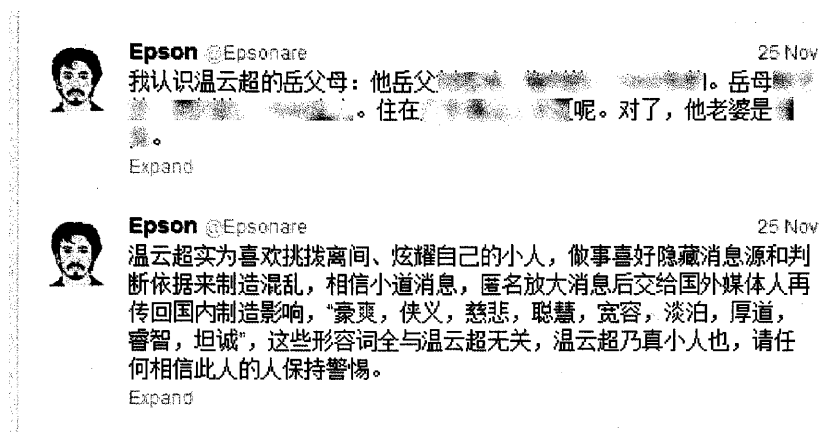 Epson @Epsonare 25 Nov
我认识温云超的岳父母：他岳父 。岳母
。住在 呢。对了，他老婆是
。
Expand
Epson @Epsonare 25 Nov
温云超实为喜欢挑拨离间、炫耀自己的小人，做事喜好隐藏消息源和判
断依据来制造混乱，相信小道消息，匿名放大消息后交给国外媒体人再
传回国内制造影响，“豪爽，侠义，慈悲，聪慧，宽容，淡泊，厚道，
睿智，坦诚”，这些形容词全与温云超无关，温云超乃真小人也，请任
何相信此人的人保持警惕。
Expand